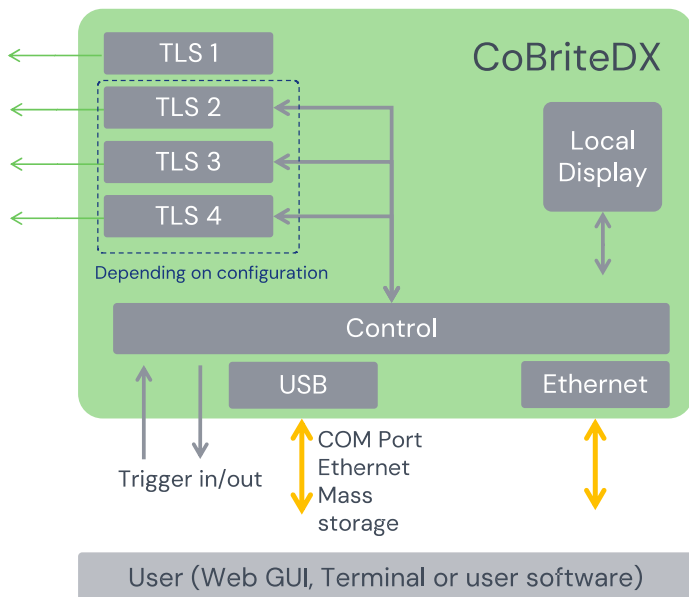 TLS 1
CoBriteDX
TLS 2
TLS 3
TLS 4
Local
Display
Depending on configuration
Control
USB
Ethernet
Trigger in/out
COM Port
Ethernet
Mass
storage
User (Web GUI, Terminal or user software)